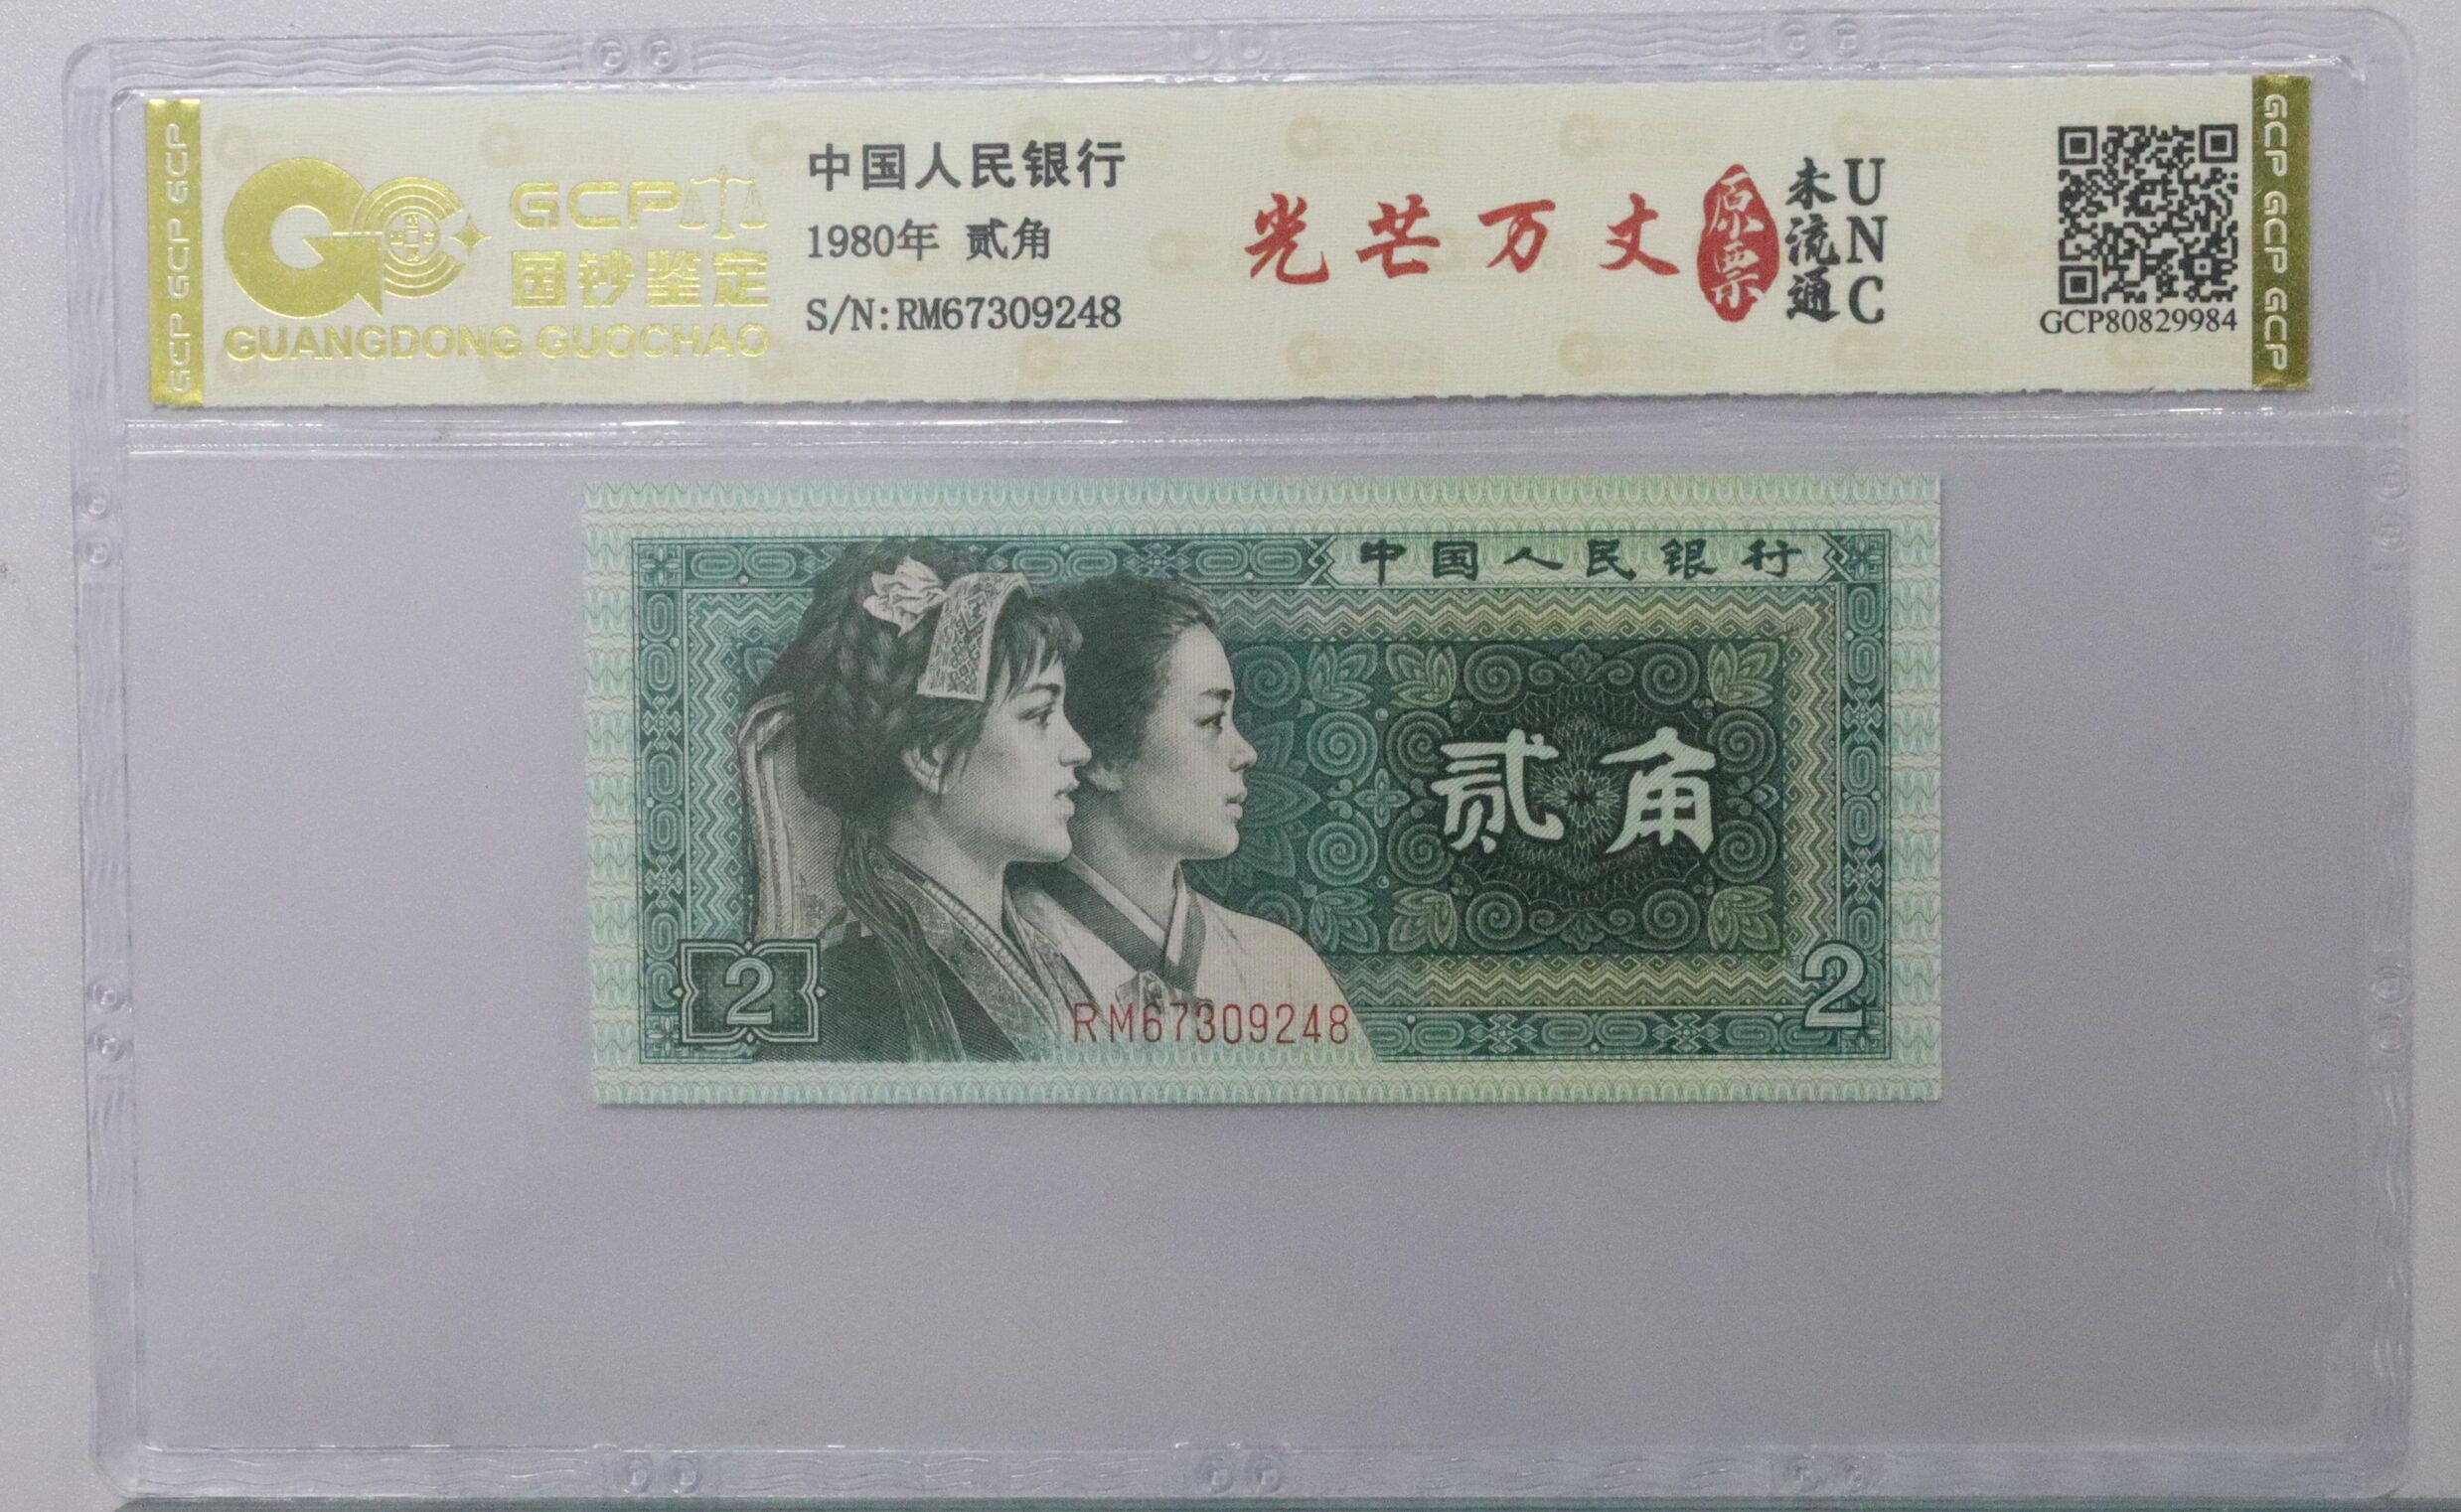 GCP GCP GCP
GCP
国钞鉴定
GUANGDONG GUOCHAO
中国人民银行
1980年 贰角
S/N:RM67309248
光芒万丈
原票
未流通
UNC
GCP80829984
GCP GCP GCP
中国人民银行
贰角
2
RM67309248
2